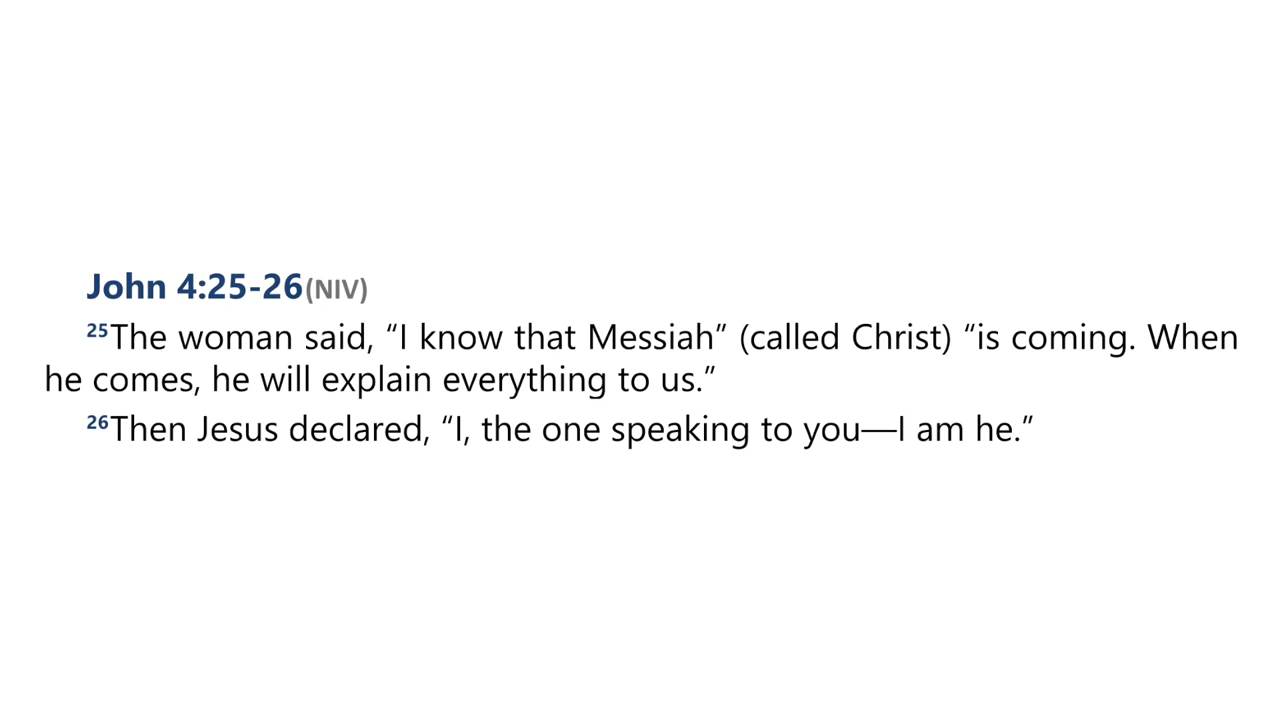 John 4:25-26(NIV)
25The woman said, “I know that Messiah” (called Christ) “is coming. When
he comes, he will explain everything to us.”
26Then Jesus declared, “I, the one speaking to you—I am he.”